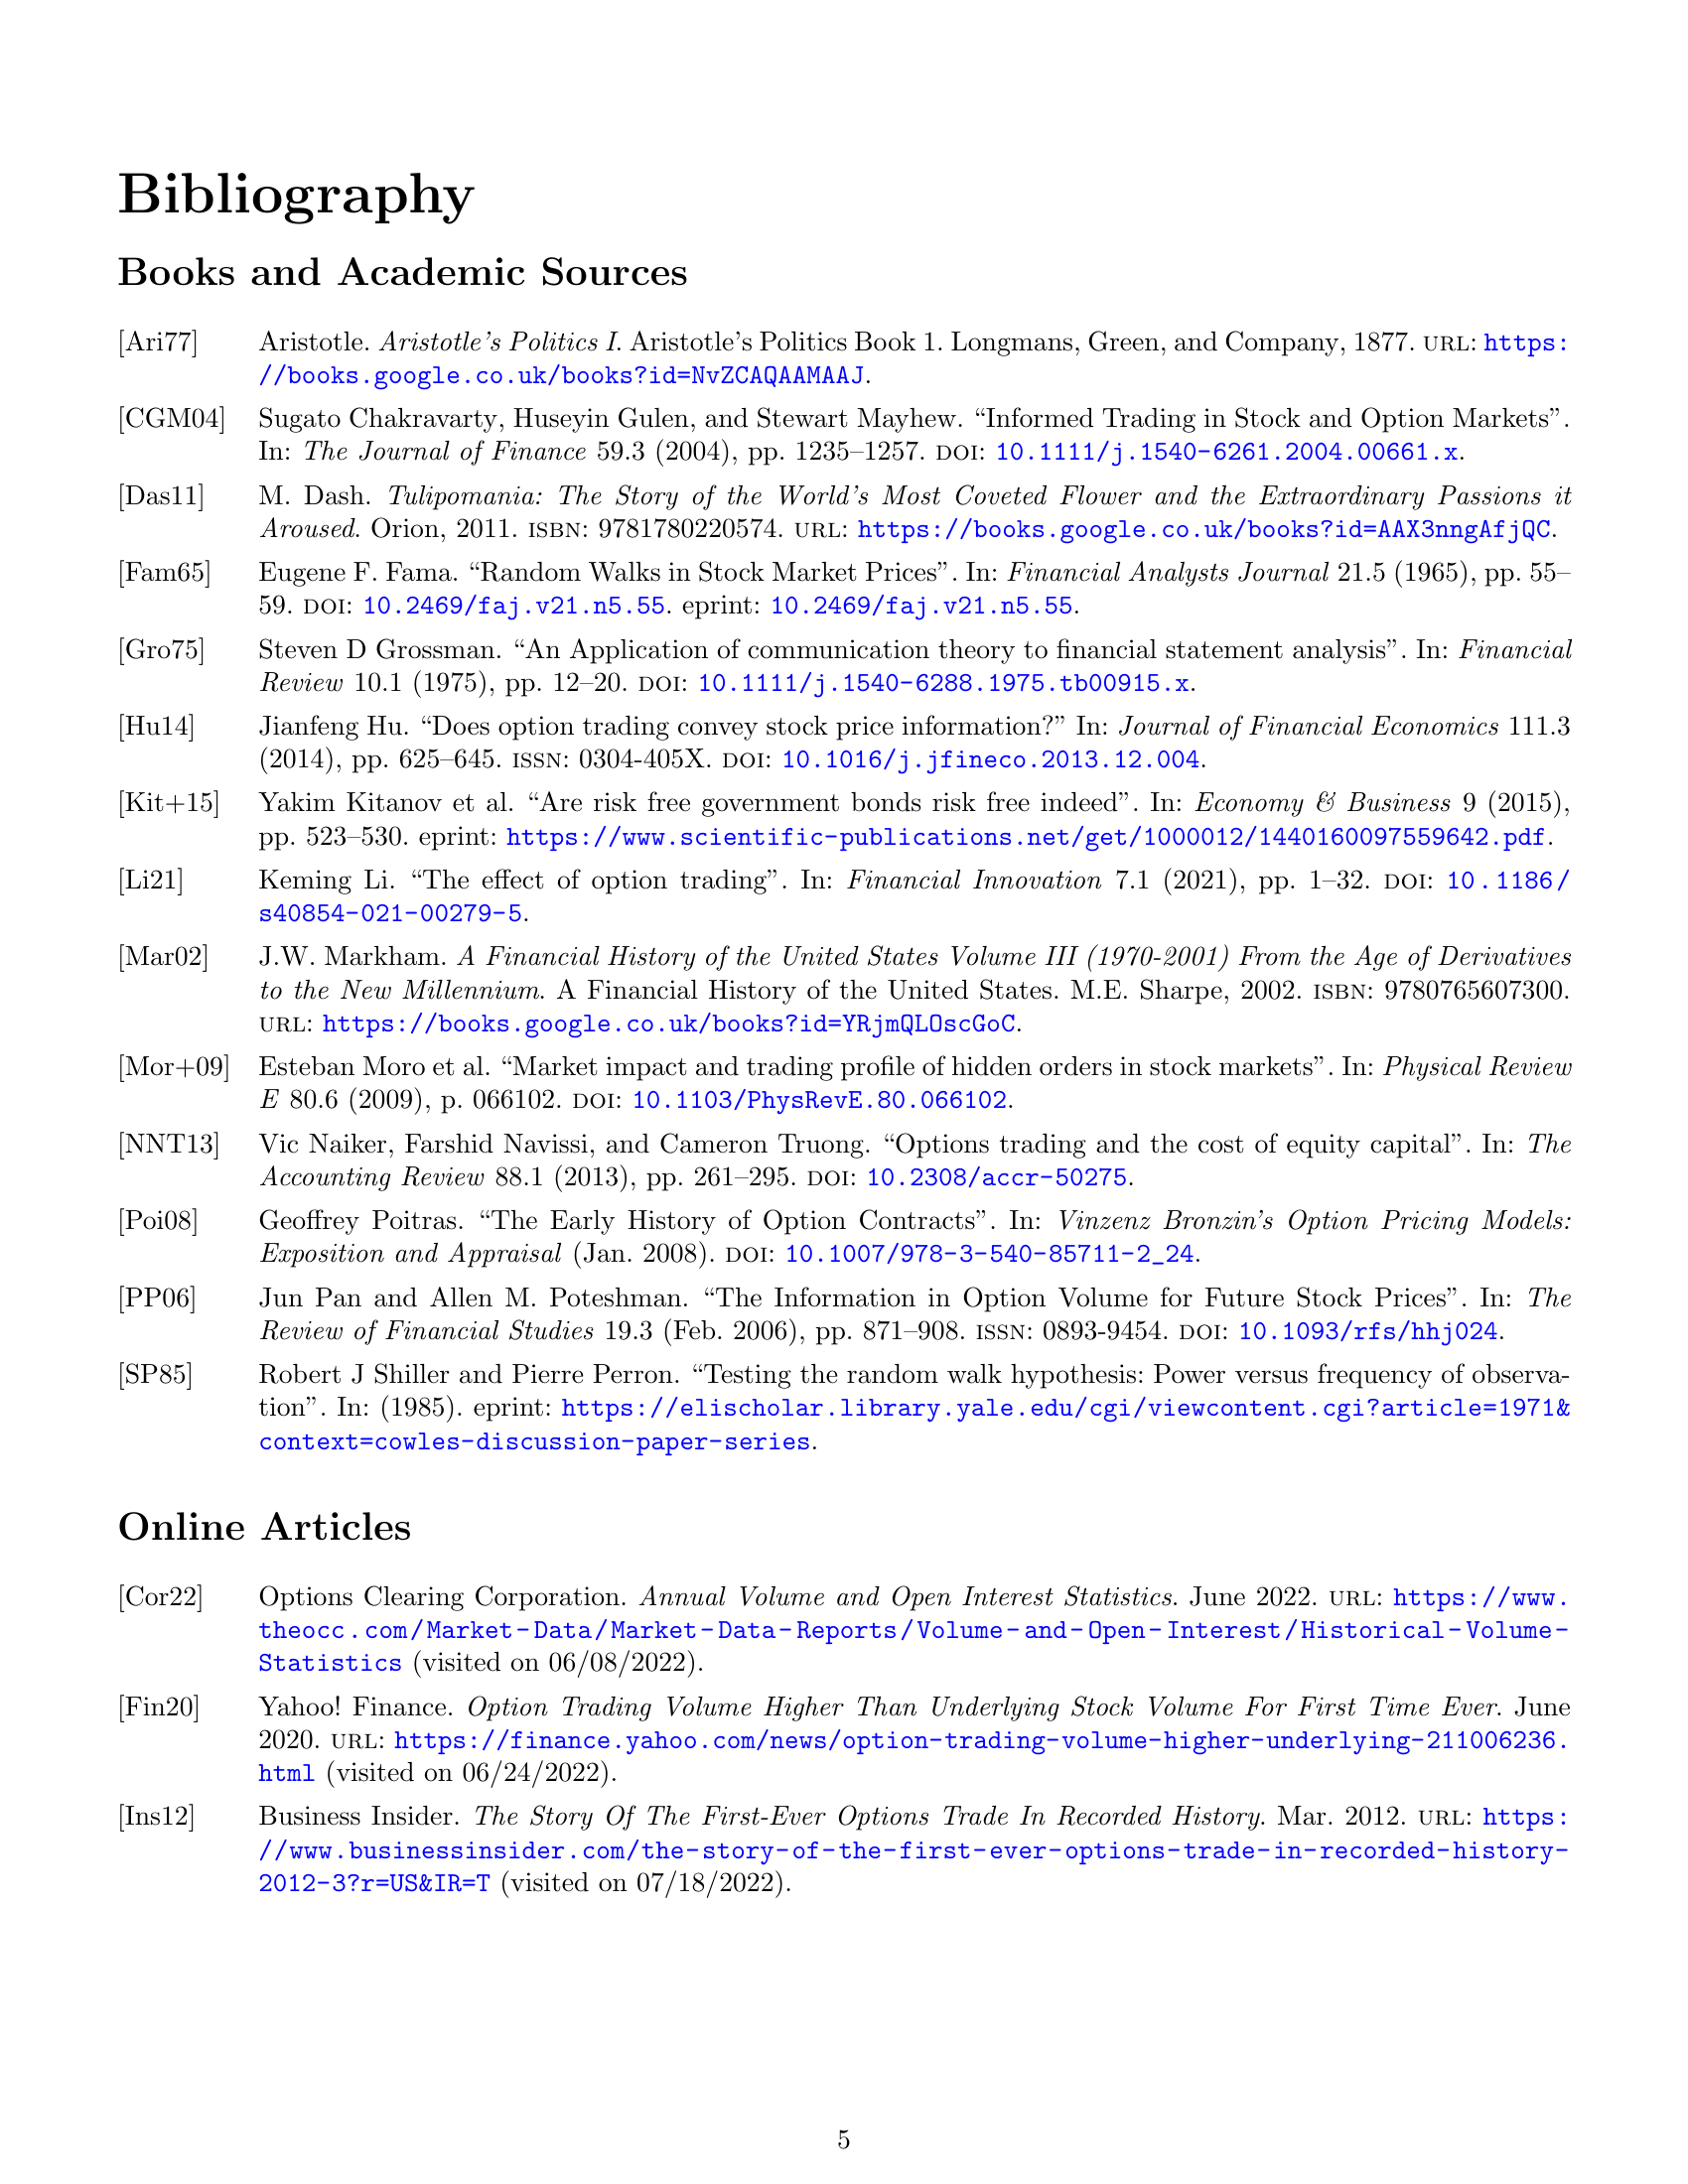 Bibliography
Books and Academic Sources
[Ari77] Aristotle. Aristotle's Politics I. Aristotle's Politics Book 1. Longmans, Green, and Company, 1877. URL: https:
//books.google.co.uk/books?id=NvZCAQAAMAAJ.
[CGM04] Sugato Chakravarty, Huseyin Gulen, and Stewart Mayhew. “Informed Trading in Stock and Option Markets”.
In: The Journal of Finance 59.3 (2004), pp. 1235–1257. DOI: 10.1111/j.1540-6261.2004.00661.x.
[Das11] M. Dash. Tulipomania: The Story of the World's Most Coveted Flower and the Extraordinary Passions it
Aroused. Orion, 2011. ISBN: 9781780220574. URL: https://books.google.co.uk/books?id=AAX3nngAfjQC.
[Fam65] Eugene F. Fama. “Random Walks in Stock Market Prices”. In: Financial Analysts Journal 21.5 (1965), pp. 55–
59. DOI: 10.2469/faj.v21.n5.55. eprint: 10.2469/faj.v21.n5.55.
[Gro75] Steven D Grossman. “An Application of communication theory to financial statement analysis”. In: Financial
Review 10.1 (1975), pp. 12–20. DOI: 10.1111/j.1540-6288.1975.tb00915.x.
[Hu14] Jianfeng Hu. “Does option trading convey stock price information?” In: Journal of Financial Economics 111.3
(2014), pp. 625–645. ISSN: 0304-405X. DOI: 10.1016/j.jfineco.2013.12.004.
[Kit+15] Yakim Kitanov et al. “Are risk free government bonds risk free indeed”. In: Economy & Business 9 (2015),
pp. 523–530. eprint: https://www.scientific-publications.net/get/1000012/1440160097559642.pdf.
[Li21] Keming Li. “The effect of option trading”. In: Financial Innovation 7.1 (2021), pp. 1–32. DOI: 10.1186/
s40854-021-00279-5.
[Mar02] J.W. Markham. A Financial History of the United States Volume III (1970-2001) From the Age of Derivatives
to the New Millennium. A Financial History of the United States. M.E. Sharpe, 2002. ISBN: 9780765607300.
URL: https://books.google.co.uk/books?id=YRjmQLOscGoC.
[Mor+09] Esteban Moro et al. “Market impact and trading profile of hidden orders in stock markets”. In: Physical Review
E 80.6 (2009), p. 066102. DOI: 10.1103/PhysRevE.80.066102.
[NNT13] Vic Naiker, Farshid Navissi, and Cameron Truong. “Options trading and the cost of equity capital”. In: The
Accounting Review 88.1 (2013), pp. 261–295. DOI: 10.2308/accr-50275.
[Poi08] Geoffrey Poitras. “The Early History of Option Contracts”. In: Vinzenz Bronzin's Option Pricing Models:
Exposition and Appraisal (Jan. 2008). DOI: 10.1007/978-3-540-85711-2_24.
[PP06] Jun Pan and Allen M. Poteshman. “The Information in Option Volume for Future Stock Prices”. In: The
Review of Financial Studies 19.3 (Feb. 2006), pp. 871–908. ISSN: 0893-9454. DOI: 10.1093/rfs/hhj024.
[SP85] Robert J Shiller and Pierre Perron. “Testing the random walk hypothesis: Power versus frequency of observa-
tion”. In: (1985). eprint: https://elischolar.library.yale.edu/cgi/viewcontent.cgi?article=1971&
context=cowles-discussion-paper-series.
Online Articles
[Cor22] Options Clearing Corporation. Annual Volume and Open Interest Statistics. June 2022. URL: https://www.
theocc.com/Market-Data/Market-Data-Reports/Volume-and-Open-Interest/Historical-Volume-
Statistics (visited on 06/08/2022).
[Fin20] Yahoo! Finance. Option Trading Volume Higher Than Underlying Stock Volume For First Time Ever. June
2020. URL: https://finance.yahoo.com/news/option-trading-volume-higher-underlying-211006236.
html (visited on 06/24/2022).
[Ins12] Business Insider. The Story Of The First-Ever Options Trade In Recorded History. Mar. 2012. URL: https:
//www.businessinsider.com/the-story-of-the-first-ever-options-trade-in-recorded-history-
2012-3?r=US&IR=T (visited on 07/18/2022).
5